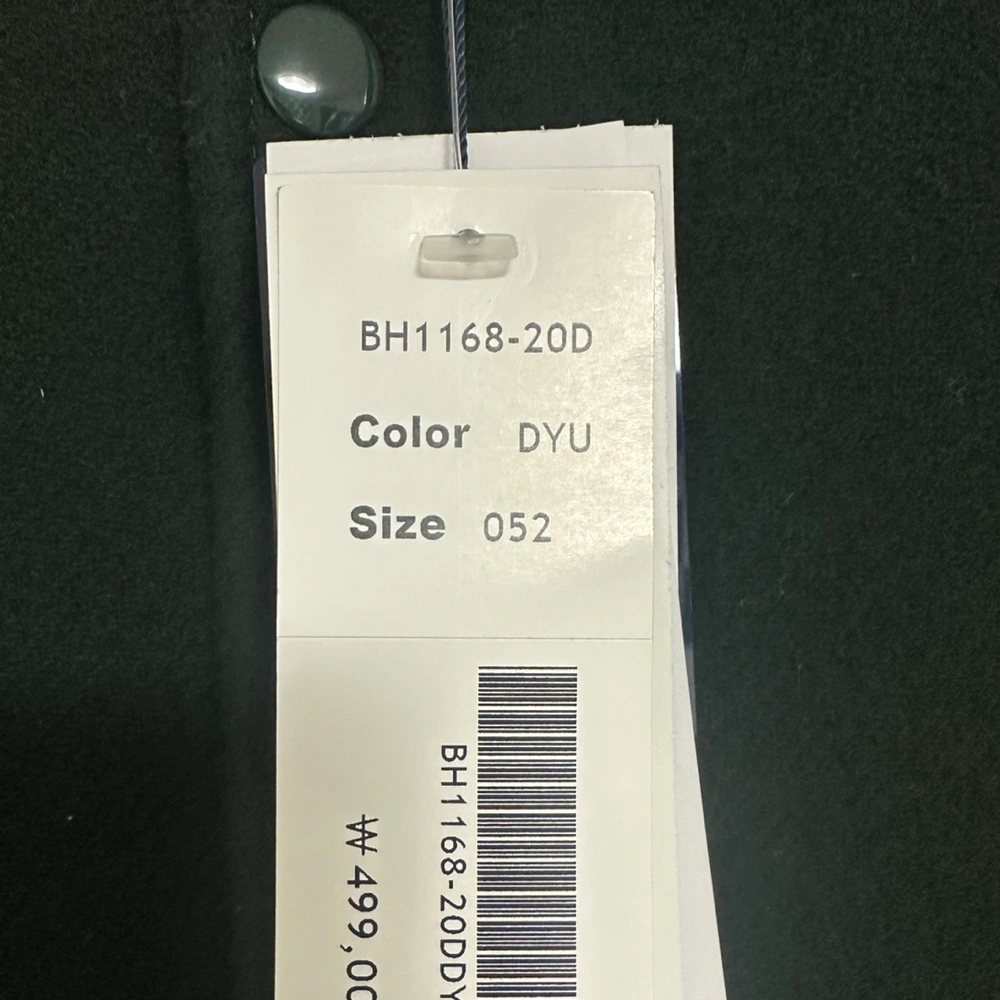 BH1168-20D
Color DYU
Size 052
BH1168-20DDY
₩ 499,00